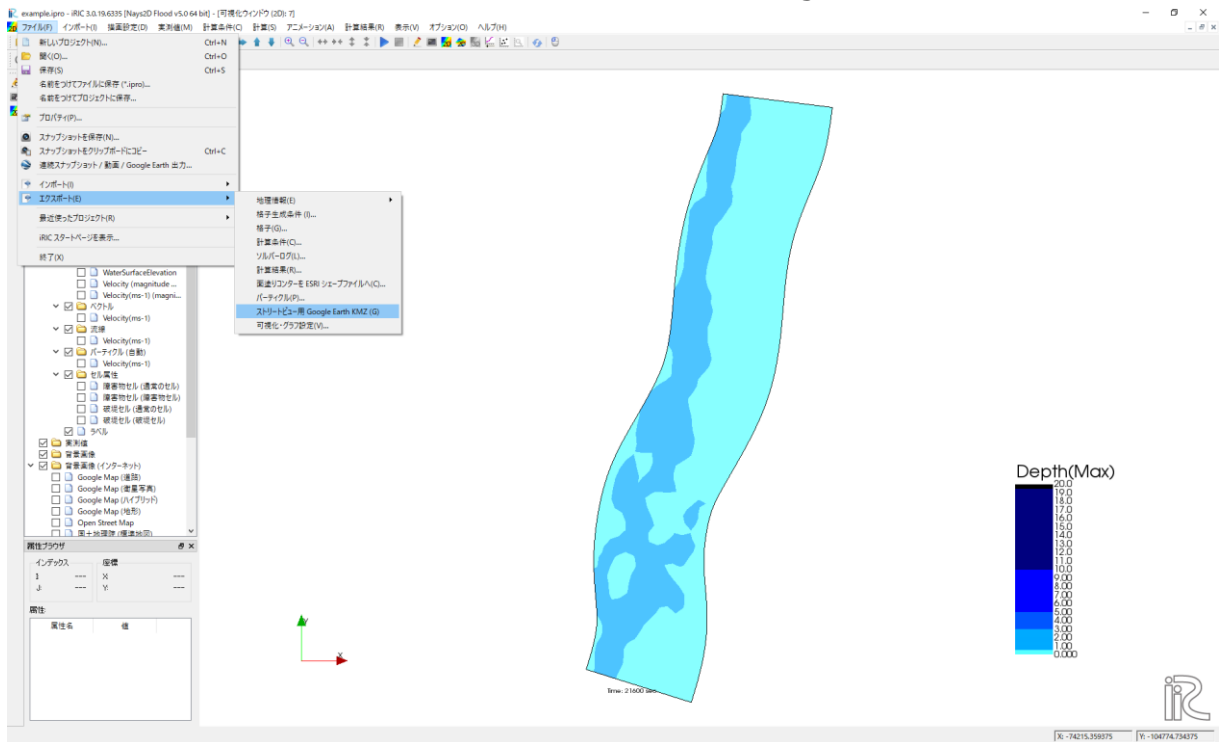 example.ipro - iRIC 3.0.19.6335 [Nays2D Flood v5.0 64 bit] - [可視化ウィンドウ (2D): 7]
ファイル(F) インポート(I) 描画設定(D) 実測値(M) 計算条件(C) 計算(S) アニメーション(A) 計算結果(R) 表示(V) オプション(O) ヘルプ(H)
新しいプロジェクト(N)... Ctrl+N
開く(O)... Ctrl+O
保存(S) Ctrl+S
名前をつけてファイルに保存 (*.ipro)...
名前をつけてプロジェクトに保存...
プロパティ(P)...
スナップショットを保存(N)...
スナップショットをクリップボードにコピー Ctrl+C
連続スナップショット / 動画 / Google Earth 出力...
インポート(I)
エクスポート(E)
最近使ったプロジェクト(R)
iRIC スタートページを表示...
終了(X)
地理情報(E)
格子生成条件 (I)...
格子(G)...
計算条件(C)...
ソルバーログ(L)...
計算結果(R)...
面塗りコンターを ESRI シェープファイルへ(C)...
パーティクル(P)...
ストリートビュー用 Google Earth KMZ (G)
可視化・グラフ設定(V)...
WaterSurfaceElevation
Velocity (magnitude ...
Velocity(ms-1) (magni...
ベクトル
Velocity(ms-1)
流線
Velocity(ms-1)
パーティクル (自動)
Velocity(ms-1)
セル属性
障害物セル (通常のセル)
障害物セル (障害物セル)
破堤セル (通常のセル)
破堤セル (破堤セル)
ラベル
実測値
背景画像
背景画像 (インターネット)
Google Map (道路)
Google Map (衛星写真)
Google Map (ハイブリッド)
Google Map (地形)
Open Street Map
国土地理院 (標準地図)
属性ブラウザ
インデックス 座標
I: --- X: ---
J: --- Y: ---
属性:
属性名 値
Y
X
Time: 21600 sec
Depth(Max)
20.0
19.0
18.0
17.0
16.0
15.0
14.0
13.0
12.0
11.0
10.0
9.00
8.00
7.00
6.00
5.00
4.00
3.00
2.00
1.00
0.000
iRIC
X: -74215.359375 Y: -104774.734375